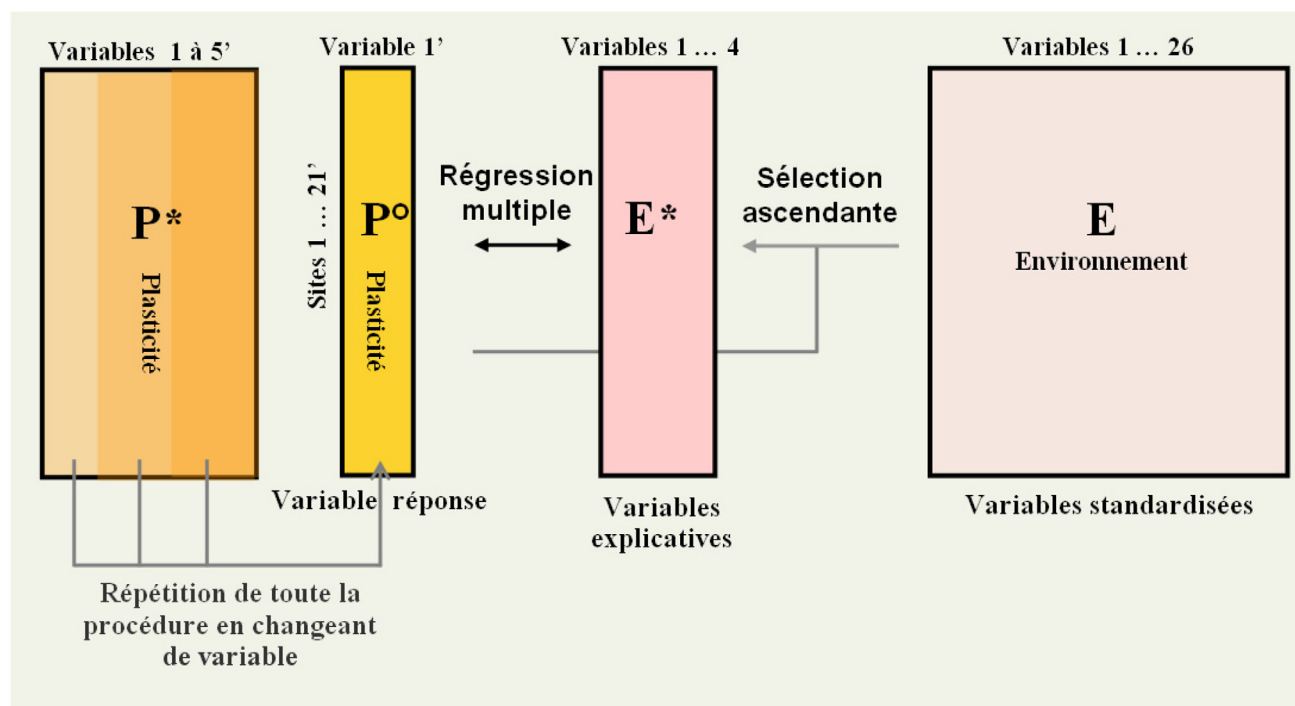 Variables 1 à 5’
Variable 1’
Variables 1 … 4
Variables 1 … 26
P*
Plasticité
Sites 1 … 21’
P°
Plasticité
Régression
multiple
E*
Sélection
ascendante
E
Environnement
Variable réponse
Variables
explicatives
Variables standardisées
Répétition de toute la
procédure en changeant
de variable